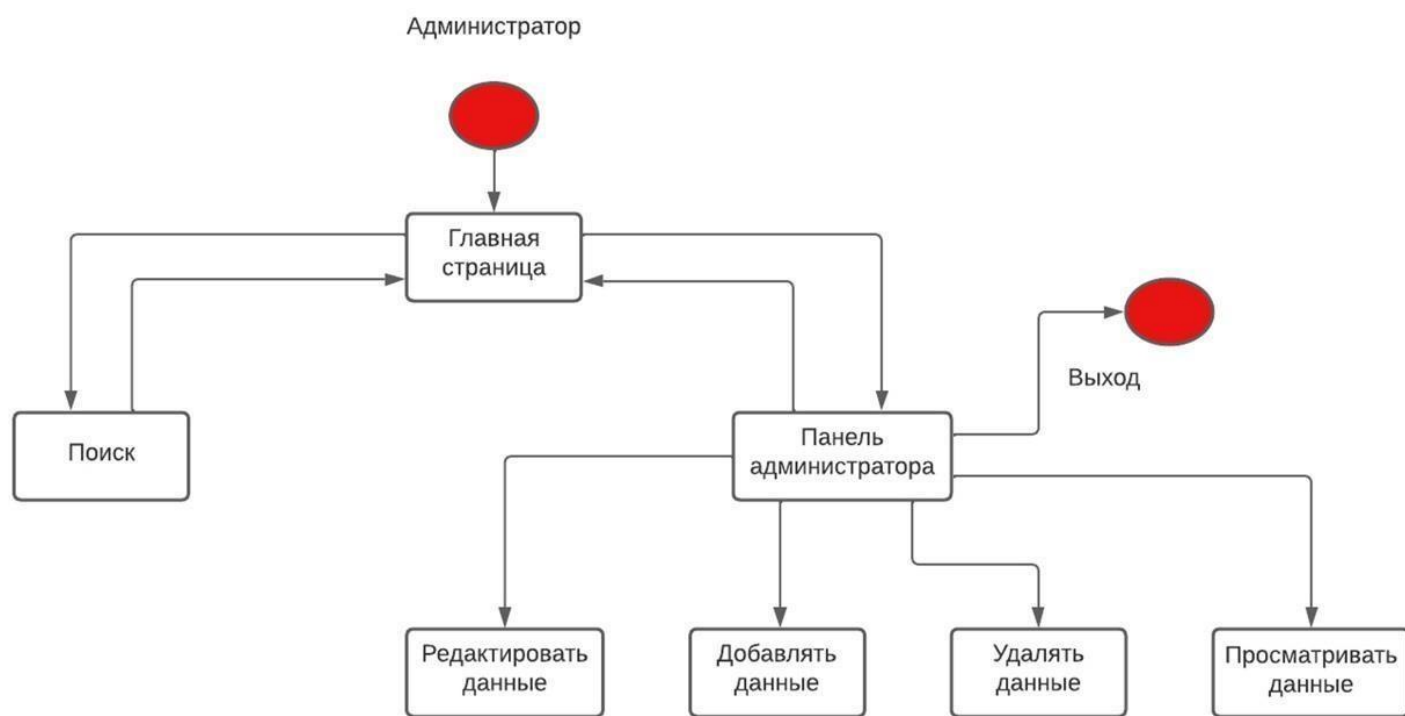 Администратор
Главная
страница
Выход
Поиск
Панель
администратора
Редактировать
данные
Добавлять
данные
Удалять
данные
Просматривать
данные